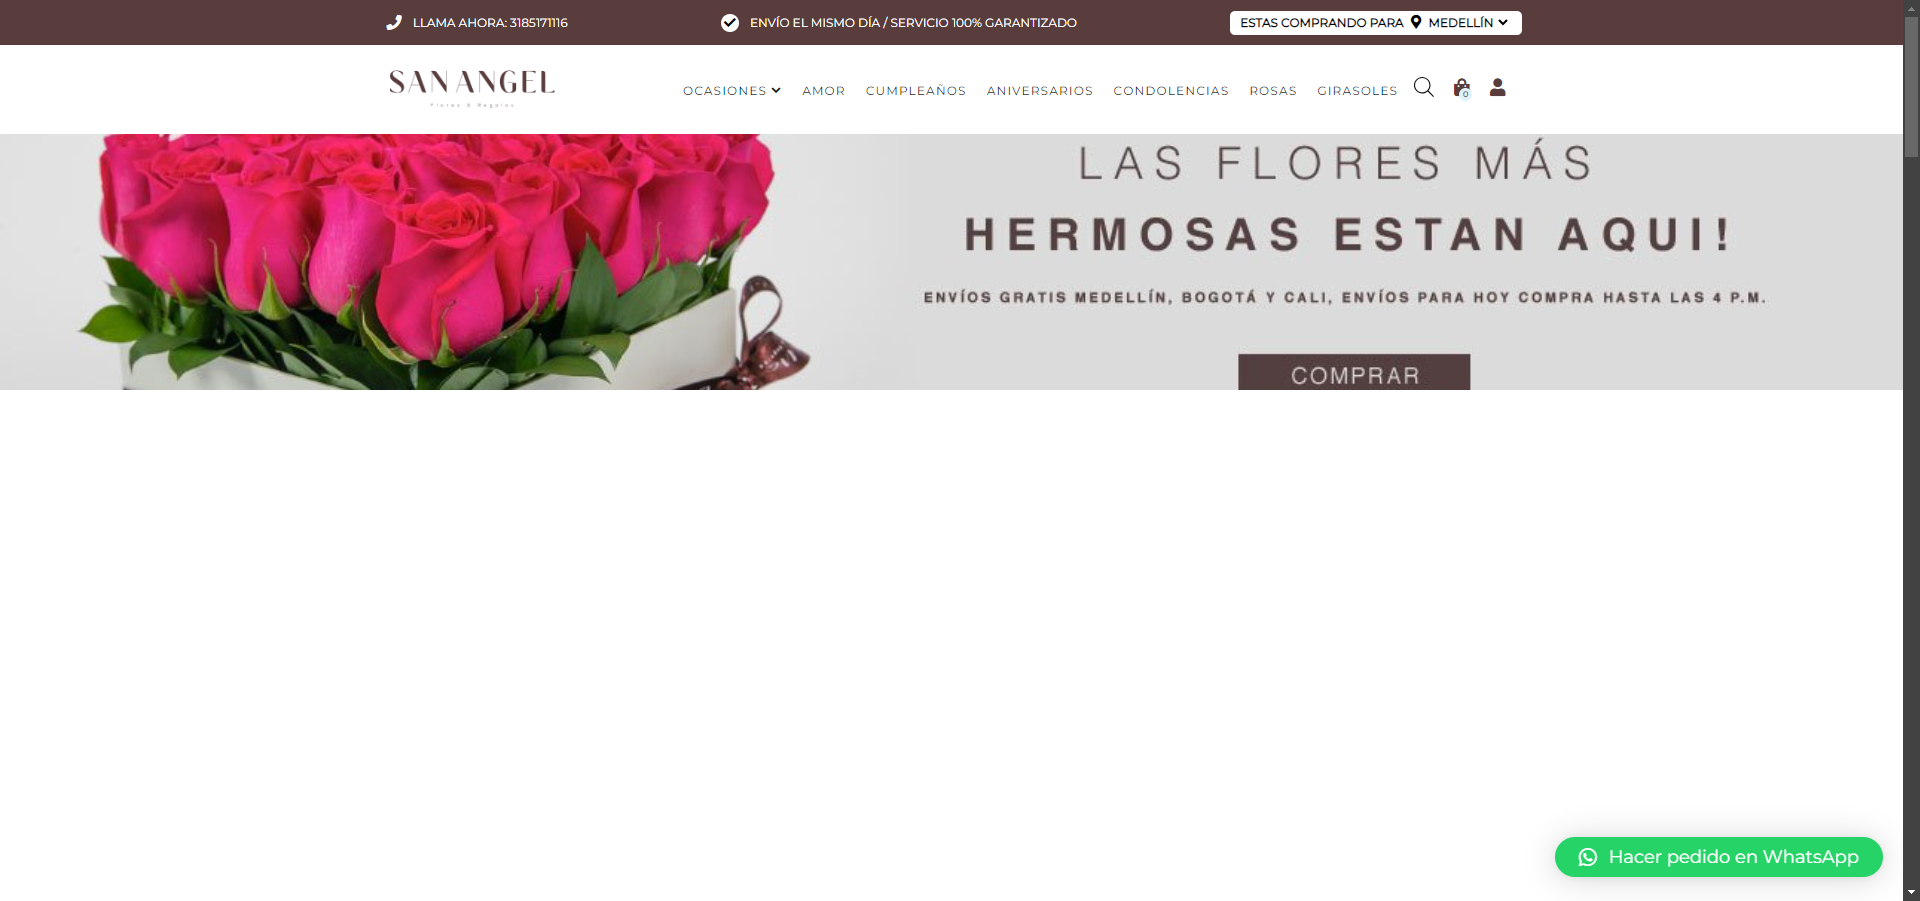 LLAMA AHORA: 3185171116
ENVÍO EL MISMO DÍA / SERVICIO 100% GARANTIZADO
ESTAS COMPRANDO PARA MEDELLÍN
SAN ANGEL
Flores & Regalos
OCASIONES AMOR CUMPLEAÑOS ANIVERSARIOS CONDOLENCIAS ROSAS GIRASOLES
0
LAS FLORES MÁS
HERMOSAS ESTAN AQUI!
ENVÍOS GRATIS MEDELLÍN, BOGOTÁ Y CALI, ENVÍOS PARA HOY COMPRA HASTA LAS 4 P.M.
COMPRAR
Hacer pedido en WhatsApp